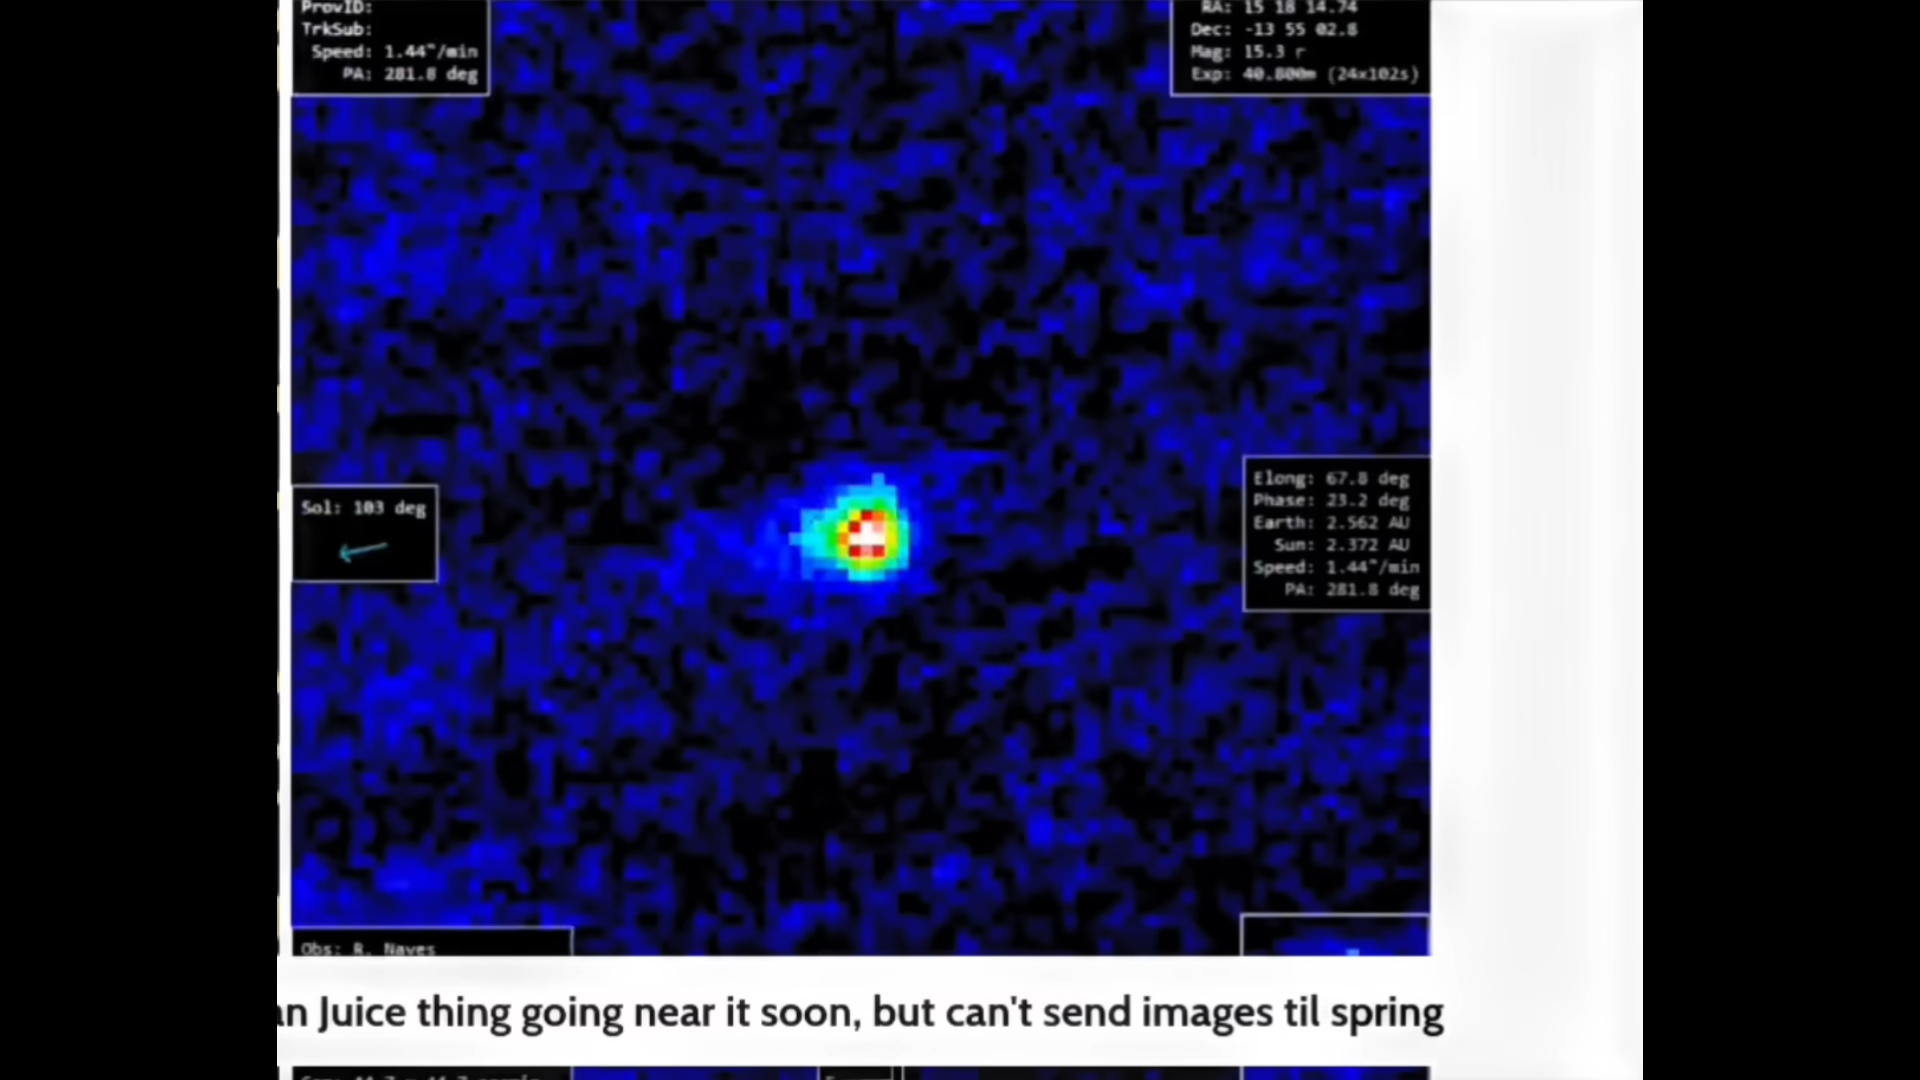 ProvID:
TrkSub:
Speed: 1.44"/min
PA: 281.8 deg
RA: 15 18 14.74
Dec: -13 55 02.8
Mag: 15.3 r
Exp: 40.800m (24x102s)
Sol: 103 deg
Elong: 67.8 deg
Phase: 23.2 deg
Earth: 2.562 AU
Sun: 2.372 AU
Speed: 1.44"/min
PA: 281.8 deg
Obs: R. Naves
an Juice thing going near it soon, but can't send images til spring